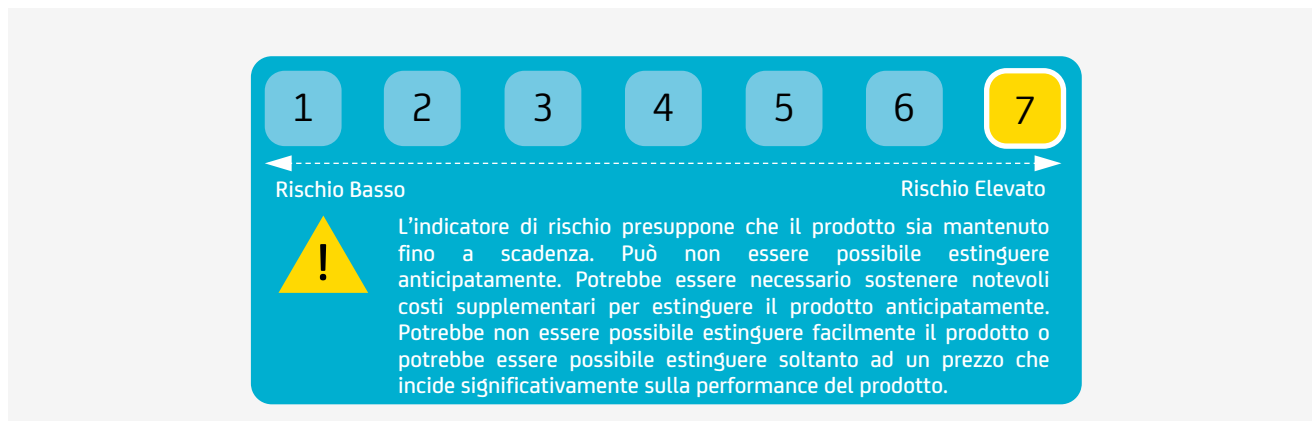 1 2 3 4 5 6 7
Rischio Basso Rischio Elevato
!
L'indicatore di rischio presuppone che il prodotto sia mantenuto
fino a scadenza. Può non essere possibile estinguere
anticipatamente. Potrebbe essere necessario sostenere notevoli
costi supplementari per estinguere il prodotto anticipatamente.
Potrebbe non essere possibile estinguere facilmente il prodotto o
potrebbe essere possibile estinguere soltanto ad un prezzo che
incide significativamente sulla performance del prodotto.